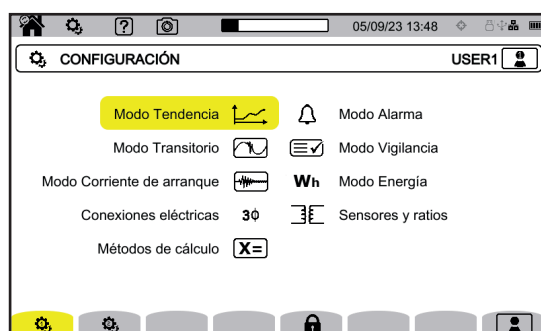 ? 05/09/23 13:48
CONFIGURACIÓN USER1
Modo Tendencia Modo Alarma
Modo Transitorio Modo Vigilancia
Modo Corriente de arranque Wh Modo Energía
Conexiones eléctricas 3ϕ Sensores y ratios
Métodos de cálculo X=